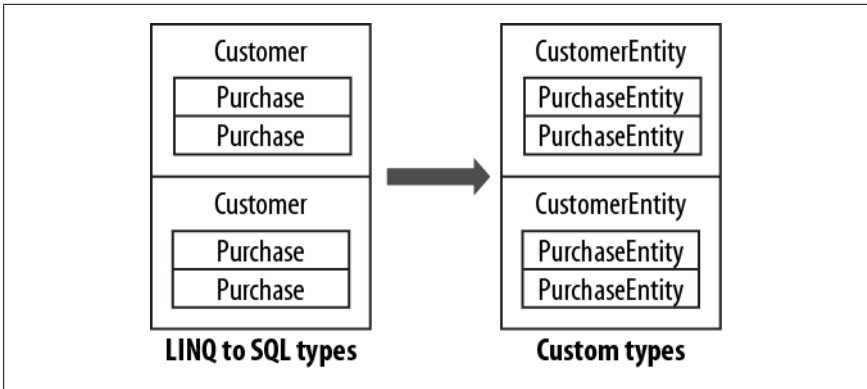 Customer
Purchase
Purchase
Customer
Purchase
Purchase
LINQ to SQL types
CustomerEntity
PurchaseEntity
PurchaseEntity
CustomerEntity
PurchaseEntity
PurchaseEntity
Custom types